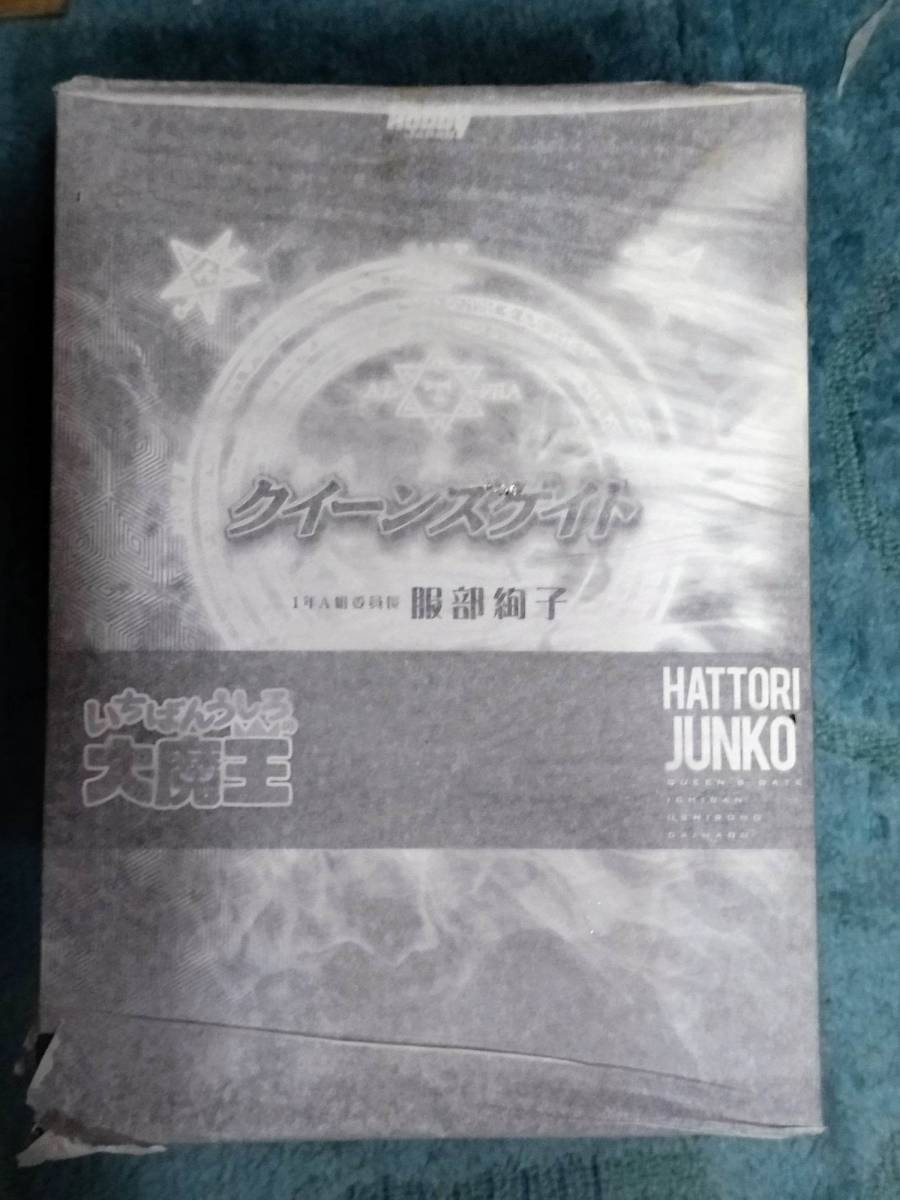 Hobby
JAPAN
クイーンズゲイト
1年A組委員長 服部絢子
いちばんうしろの
大魔王
HATTORI
JUNKO
QUEEN'S GATE
ICHIBAN
USHIRONO
DAIMAOU